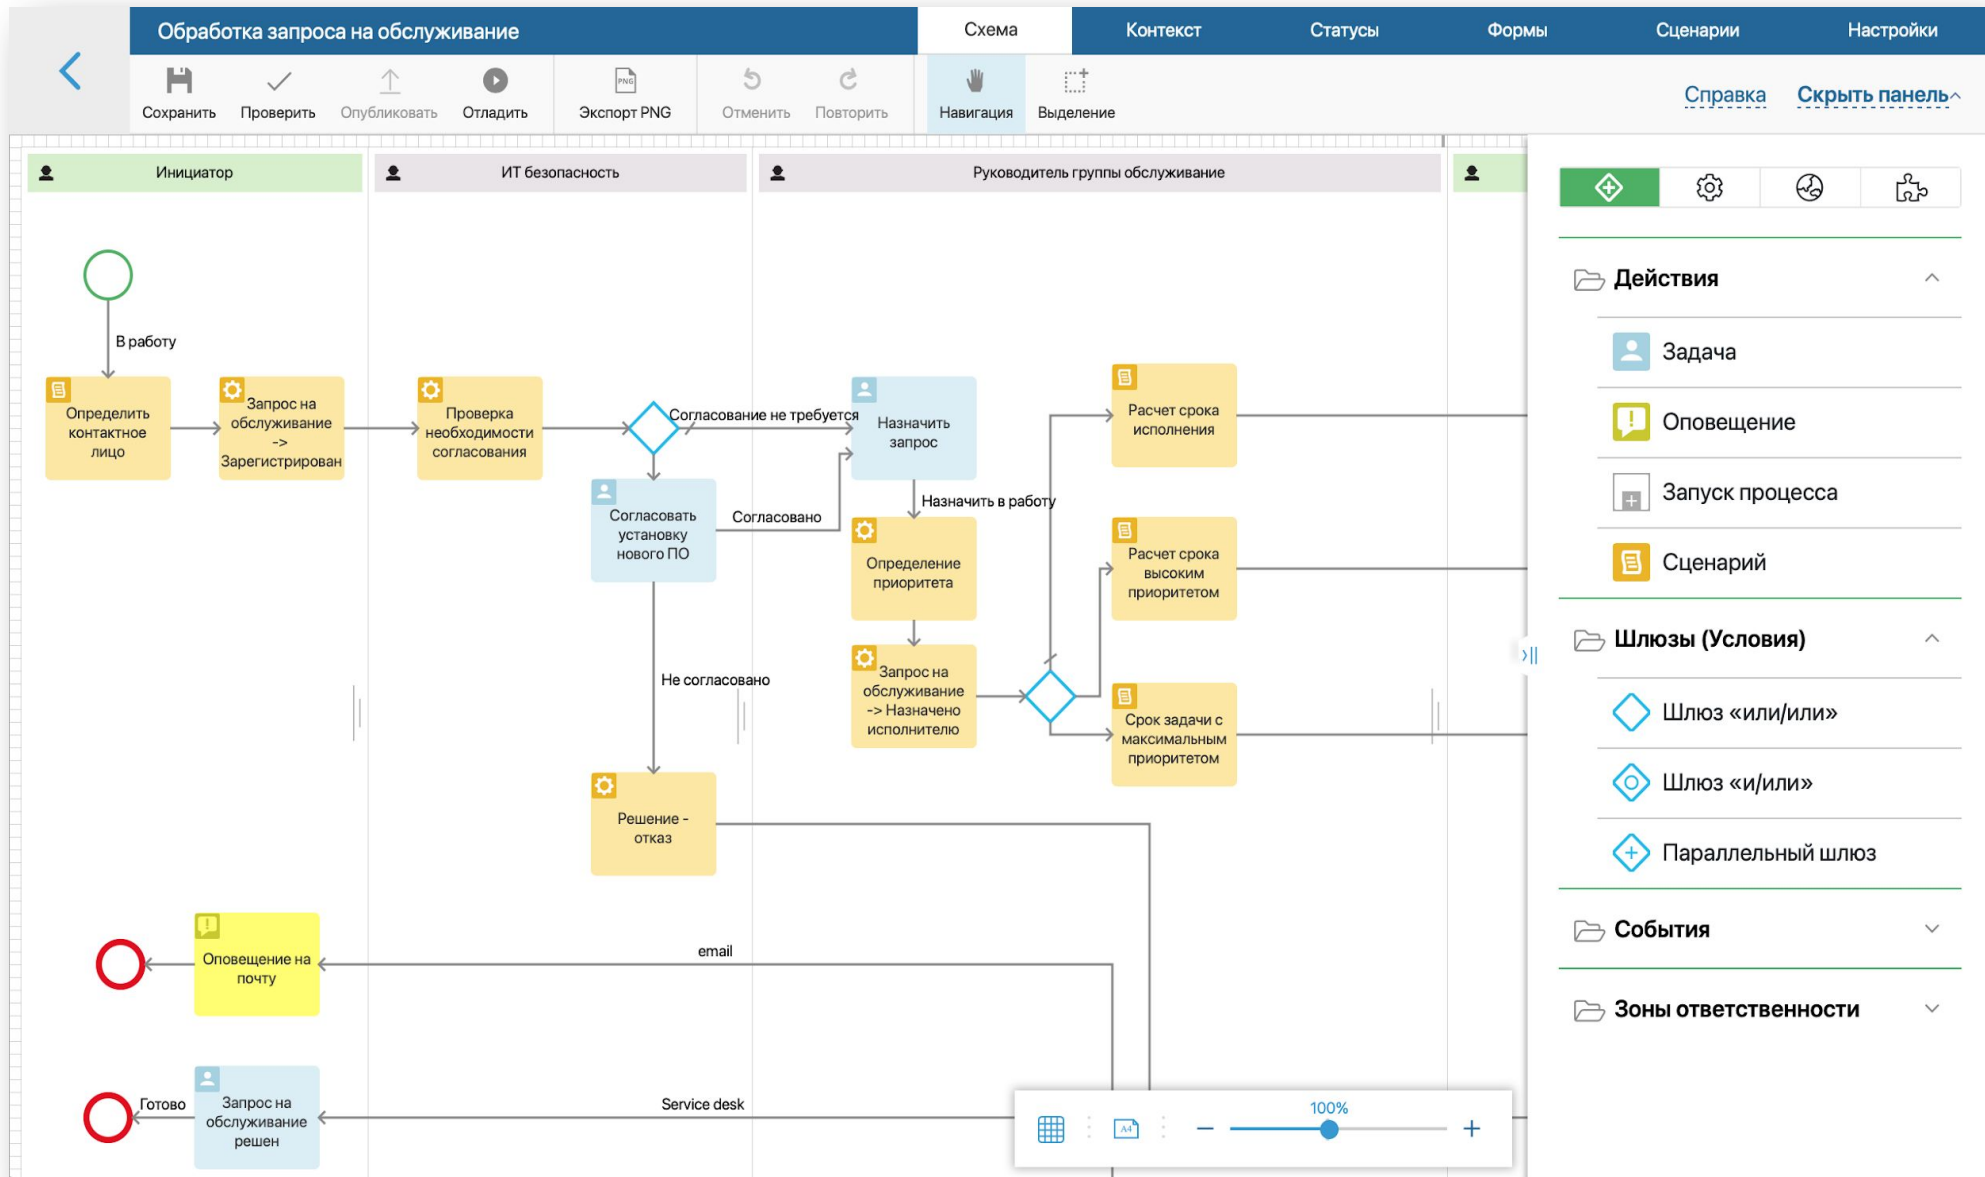 Обработка запроса на обслуживание
Схема
Контекст
Статусы
Формы
Сценарии
Настройки
Сохранить
Проверить
Опубликовать
Отладить
PNG
Экспорт PNG
Отменить
Повторить
Навигация
Выделение
Справка
Скрыть панель
Инициатор
ИТ безопасность
Руководитель группы обслуживание
В работу
Определить
контактное
лицо
Запрос на
обслуживание
->
Зарегистрирован
Проверка
необходимости
согласования
Согласование не требуется
Назначить
запрос
Расчет срока
исполнения
Согласовать
установку
нового ПО
Согласовано
Назначить в работу
Определение
приоритета
Расчет срока
высоким
приоритетом
Не согласовано
Запрос на
обслуживание
-> Назначено
исполнителю
Срок задачи с
максимальным
приоритетом
Решение -
отказ
Оповещение на
почту
email
Готово
Запрос на
обслуживание
решен
Service desk
A4
100%
Действия
Задача
Оповещение
Запуск процесса
Сценарий
Шлюзы (Условия)
Шлюз «или/или»
Шлюз «и/или»
Параллельный шлюз
События
Зоны ответственности